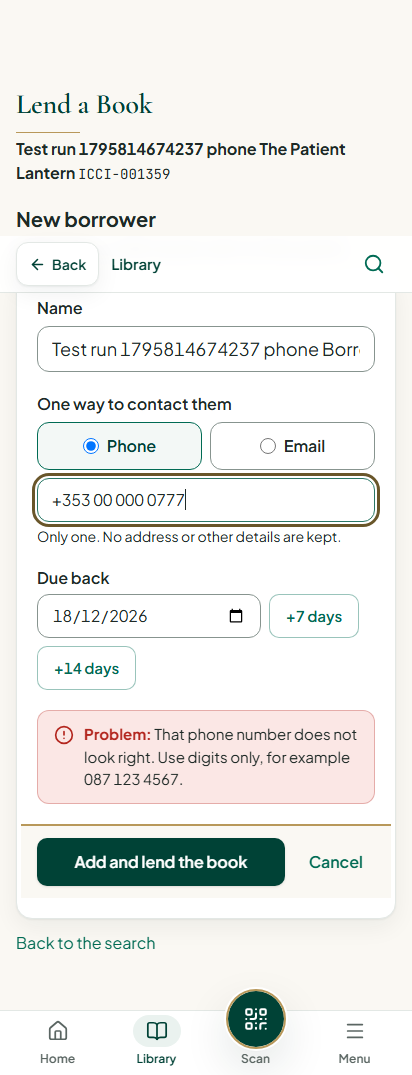 Lend a Book
Test run 1795814674237 phone The Patient
Lantern ICCI-001359
New borrower
Back
Library
Name
Test run 1795814674237 phone Borr
One way to contact them
Phone
Email
+353 00 000 0777
Only one. No address or other details are kept.
Due back
18/12/2026
+7 days
+14 days
Problem: That phone number does not
look right. Use digits only, for example
087 123 4567.
Add and lend the book
Cancel
Back to the search
Home
Library
Scan
Menu